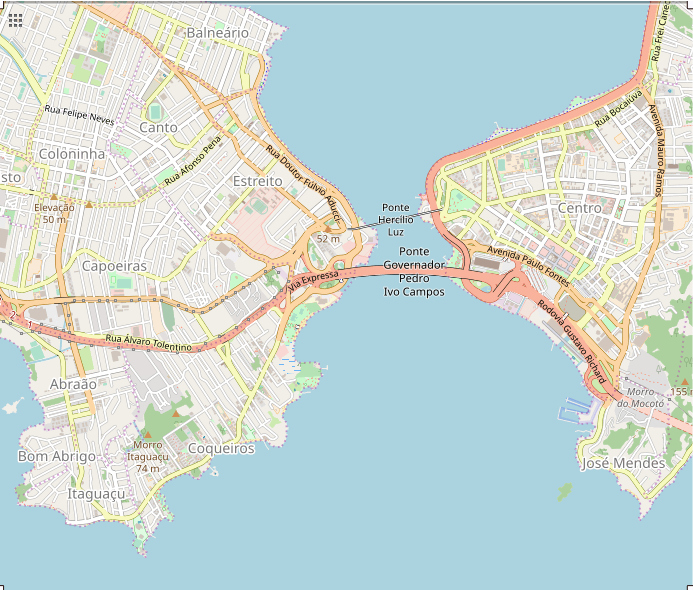 Balneário
Rua Frei Canec
Rua Bocaiuva
Rua Felipe Neves
Avenida Mauro Ramos
Canto
Coloninha
Rua Afonso Pena
Rua Doutor Fúlvio Aducci
sto
Estreito
Elevação
50 m
Ponte
Hercílio
Luz
Centro
52 m
Capoeiras
Ponte
Governador
Pedro
Ivo Campos
Avenida Paulo Fontes
Via Expressa
Rodovia Gustavo Richard
Rua Álvaro Tolentino
Abraão
155 m
Morro
do Mocotó
Morro
Itaguaçu
74 m
Bom Abrigo
Coqueiros
José Mendes
Itaguaçu